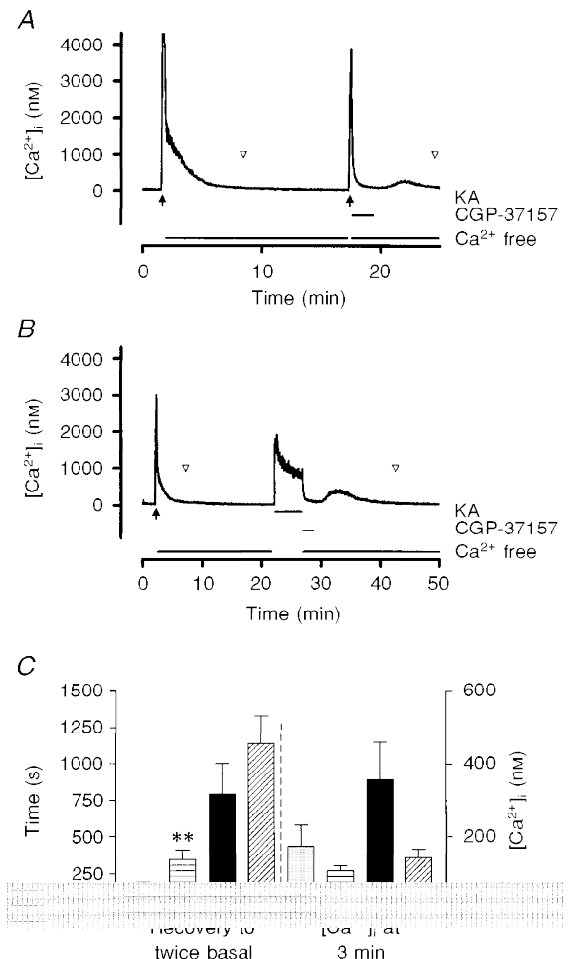 A
4000
3000
2000
1000
0
[Ca2+]i (nM)
KA
CGP-37157
Ca2+ free
0 10 20
Time (min)
B
4000
3000
2000
1000
0
[Ca2+]i (nM)
KA
CGP-37157
Ca2+ free
0 10 20 30 40 50
Time (min)
C
1500
1250
1000
750
500
250
Time (s)
**
600
400
200
[Ca2+]i (nM)
twice basal
3 min